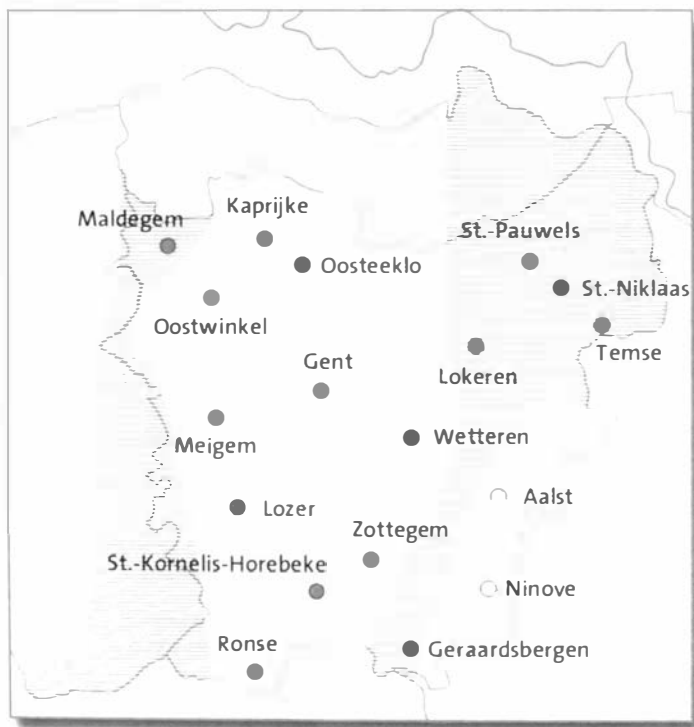 Kaprijke
Maldegem
St.-Pauwels
Oosteeklo
St.-Niklaas
Oostwinkel
Temse
Gent
Lokeren
Meigem
Wetteren
Aalst
Lozer
Zottegem
St.-Kornelis-Horebeke
Ninove
Ronse
Geraardsbergen